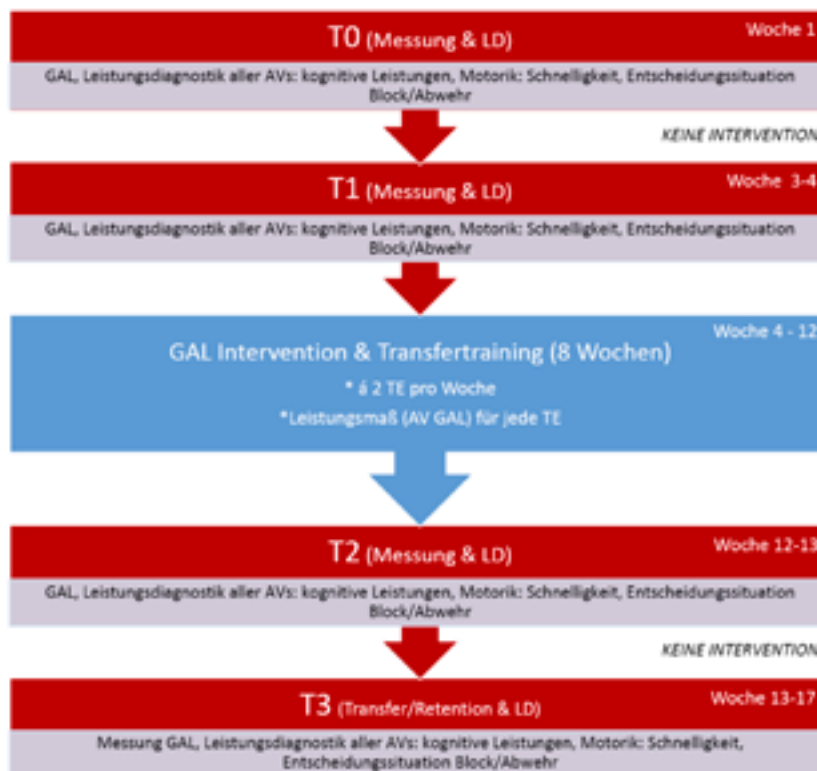 T0 (Messung & LD)
Woche 1
GAL, Leistungsdiagnostik aller AVs: kognitive Leistungen, Motorik: Schnelligkeit, Entscheidungssituation
Block/Abwehr
KEINE INTERVENTION
T1 (Messung & LD)
Woche 3-4
GAL, Leistungsdiagnostik aller AVs: kognitive Leistungen, Motorik: Schnelligkeit, Entscheidungssituation
Block/Abwehr
Woche 4 - 12
GAL Intervention & Transfertraining (8 Wochen)
* á 2 TE pro Woche
*Leistungsmaß (AV GAL) für jede TE
T2 (Messung & LD)
Woche 12-13
GAL, Leistungsdiagnostik aller AVs: kognitive Leistungen, Motorik: Schnelligkeit, Entscheidungssituation
Block/Abwehr
KEINE INTERVENTION
T3 (Transfer/Retention & LD)
Woche 13-17
Messung GAL, Leistungsdiagnostik aller AVs: kognitive Leistungen, Motorik: Schnelligkeit,
Entscheidungssituation Block/Abwehr